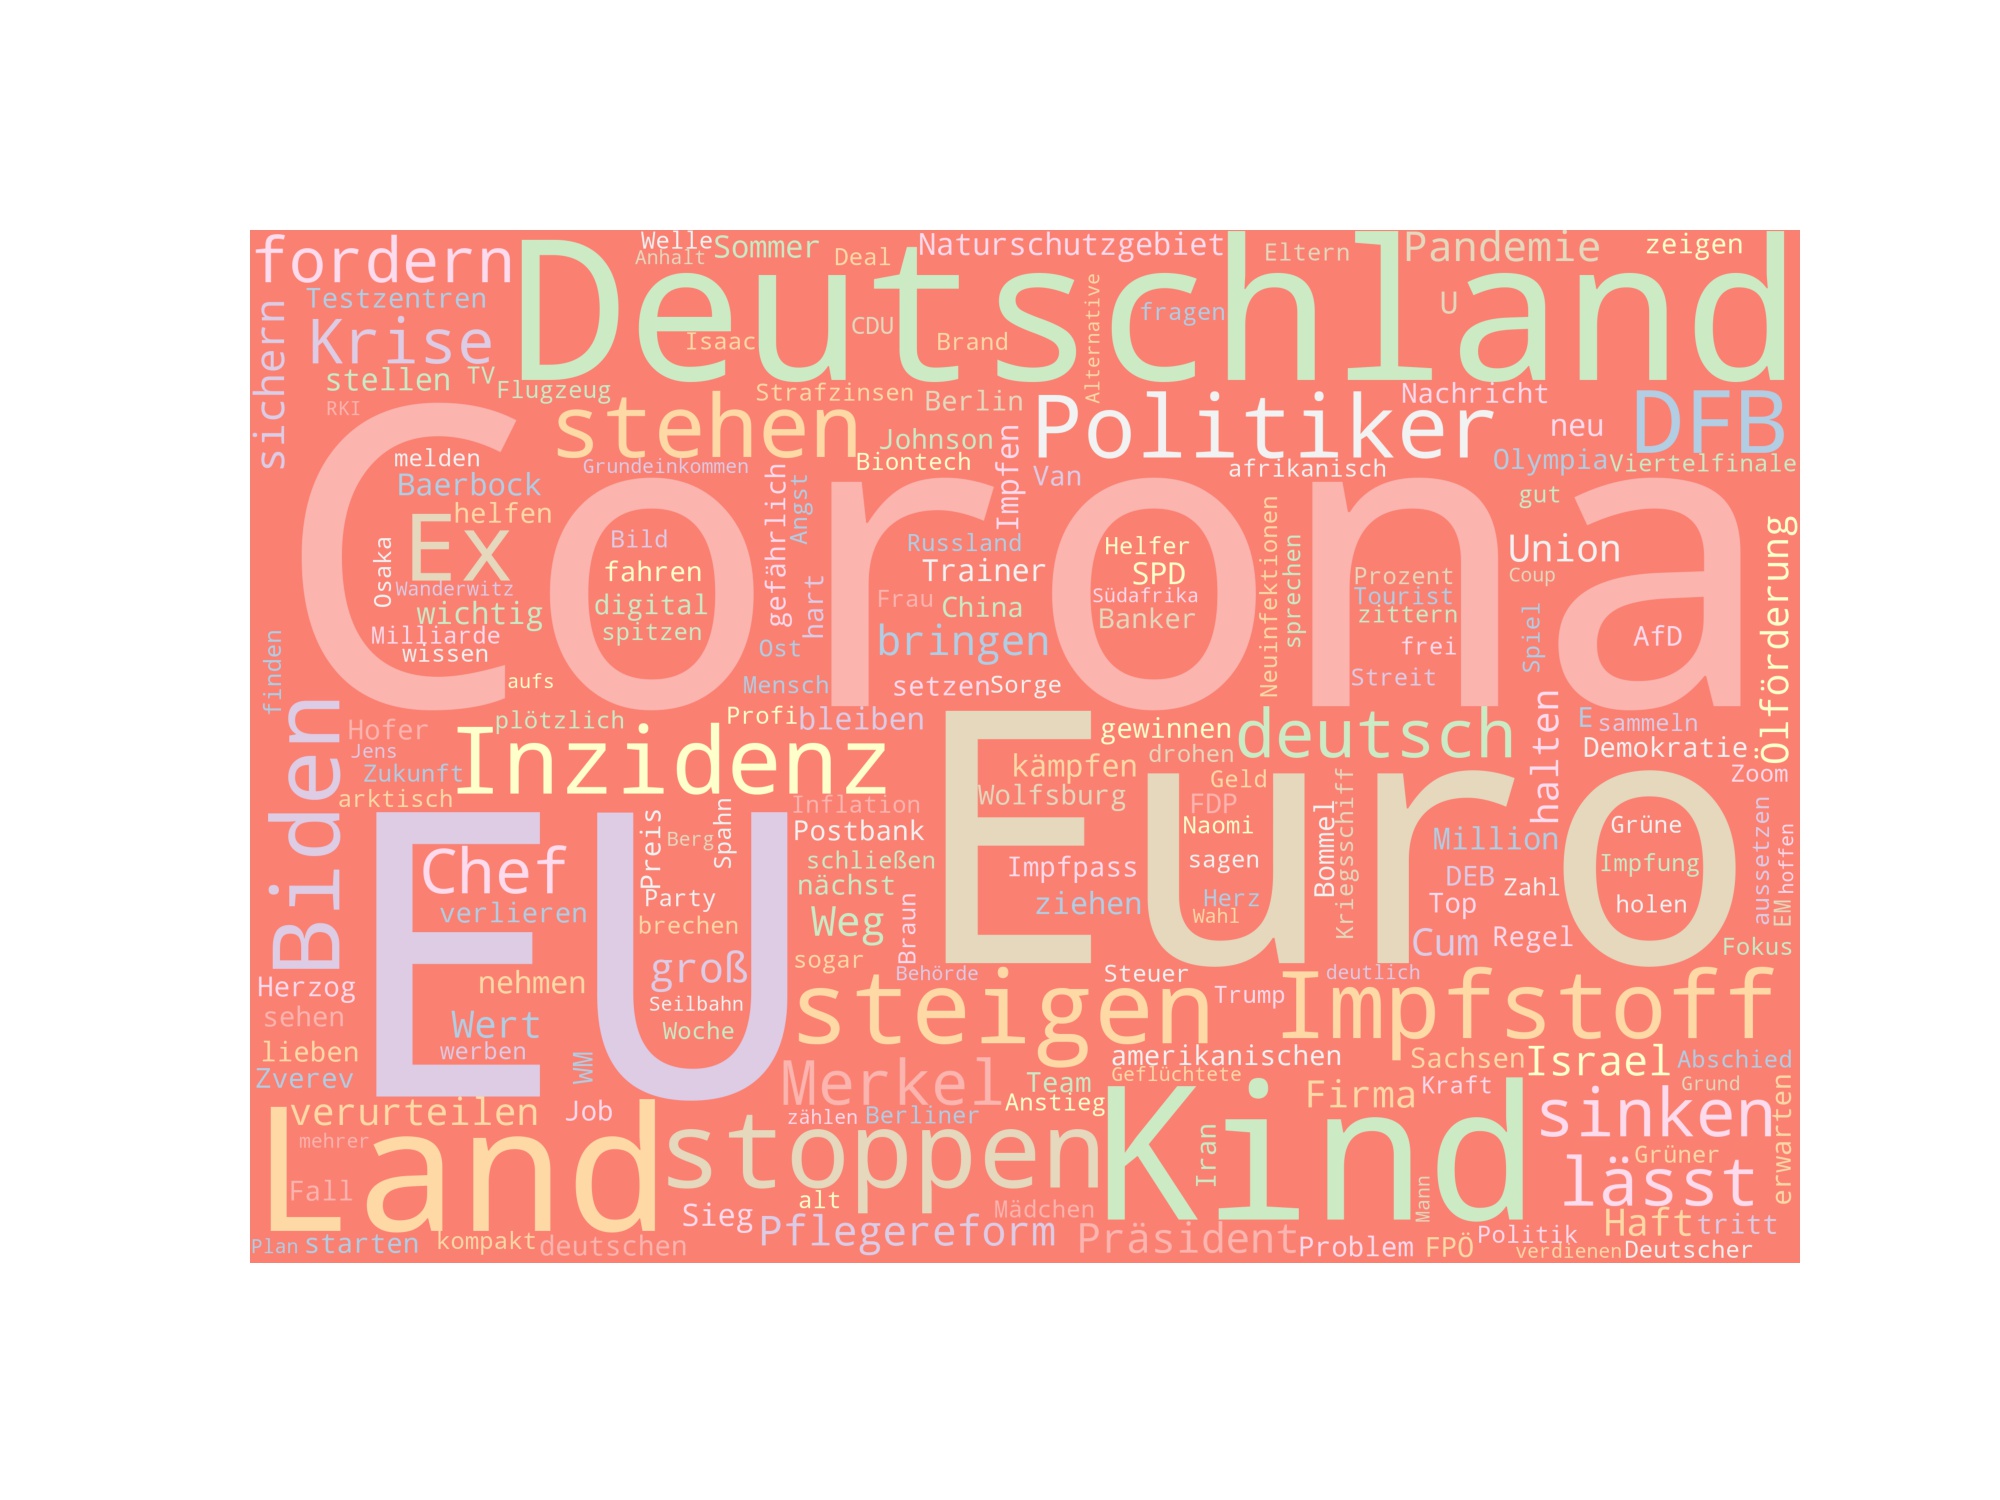 fordern
Deutschland
Welle
Anhalt
Sommer
Deal
Naturschutzgebiet
Eltern
Pandemie
zeigen
Testzentren
sichern
Krise
Isaac
CDU
Brand
Alternative
fragen
U
stellen
TV
Flugzeug
Strafzinsen
Berlin
Nachricht
RKI
stehen
Politiker
neu
DFB
Corona
melden
Grundeinkommen
Johnson
Biontech
Impfen
Van
afrikanisch
Olympia
Viertelfinale
Baerbock
helfen
gefährlich
Angst
gut
Ex
Osaka
Bild
Russland
Helfer
Neuinfektionen
sprechen
Union
Ölförderung
Wanderwitz
fahren
Trainer
SPD
Prozent
Coup
wichtig
digital
hart
Frau
China
Südafrika
Tourist
Milliarde
spitzen
Banker
zittern
Spiel
AfD
wissen
Ost
bringen
frei
finden
aufs
Mensch
setzen
Sorge
Streit
Biden
Hofer
plötzlich
Profi
bleiben
gewinnen
deutsch
halten
E
sammeln
Jens
Inzidenz
Euro
drohen
Demokratie
Zukunft
kämpfen
Geld
Zoom
arktisch
Inflation
Wolfsburg
FDP
Kriegsschiff
EU
Preis
Berg
Spahn
Postbank
Naomi
Bommel
Million
Grüne
aussetzen
hoffen
Chef
schließen
Impfpass
sagen
Impfung
nächst
DEB
Zahl
verlieren
Party
Weg
Braun
ziehen
Herz
Top
holen
EM
brechen
Wahl
Cum
Regel
Fokus
groß
sogar
Behörde
Steuer
deutlich
Herzog
nehmen
steigen
Trump
Impfstoff
Seilbahn
sehen
Wert
Woche
lieben
werben
WM
amerikanischen
Sachsen
Israel
Abschied
Zverev
Merkel
Team
Geflüchtete
Kraft
Grund
verurteilen
Job
Anstieg
Kind
Firma
sinken
erwarten
Land
zählen
Berliner
mehrer
stoppen
Iran
Grüner
Fall
lässt
Sieg
alt
Mädchen
Mann
Haft
tritt
Plan
starten
kompakt
deutschen
Pflegereform
Präsident
Problem
FPÖ
Politik
verdienen
Deutscher